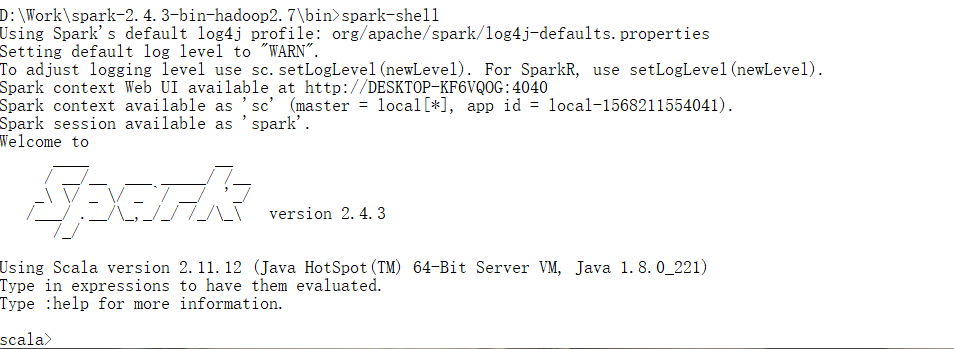 D:\Work\spark-2.4.3-bin-hadoop2.7\bin>spark-shell
Using Spark's default log4j profile: org/apache/spark/log4j-defaults.properties
Setting default log level to "WARN".
To adjust logging level use sc.setLogLevel(newLevel). For SparkR, use setLogLevel(newLevel).
Spark context Web UI available at http://DESKTOP-KF6VQOG:4040
Spark context available as 'sc' (master = local[*], app id = local-1568211554041).
Spark session available as 'spark'.
Welcome to
Spark version 2.4.3
Using Scala version 2.11.12 (Java HotSpot(TM) 64-Bit Server VM, Java 1.8.0_221)
Type in expressions to have them evaluated.
Type :help for more information.
scala>